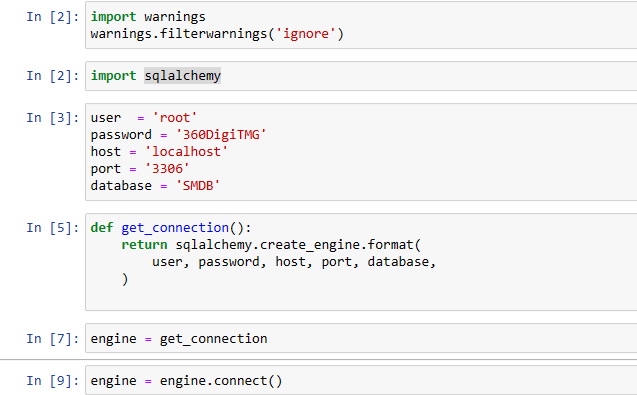 In [2]: import warnings
warnings.filterwarnings('ignore')
In [2]: import sqlalchemy
In [3]: user  = 'root'
password = '360DigiTMG'
host = 'localhost'
port = '3306'
database = 'SMDB'
In [5]: def get_connection():
    return sqlalchemy.create_engine.format(
        user, password, host, port, database,
    )
In [7]: engine = get_connection
In [9]: engine = engine.connect()